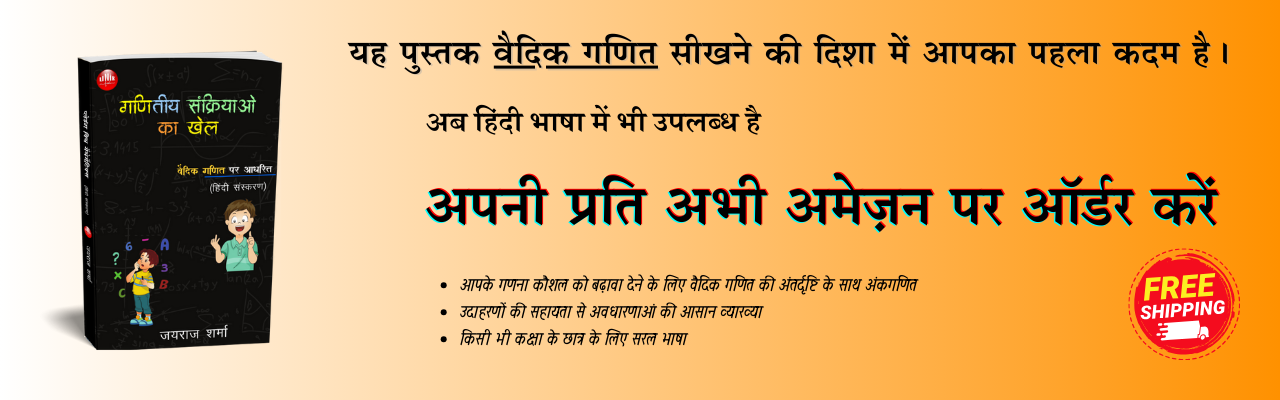 यह पुस्तक वैदिक गणित सीखने की दिशा में आपका पहला कदम है।
अब हिंदी भाषा में भी उपलब्ध है
अपनी प्रति अभी अमेज़न पर ऑर्डर करें
आपके गणना कौशल को बढ़ावा देने के लिए वैदिक गणित की अंतर्दृष्टि के साथ अंकगणित
उदाहरणों की सहायता से अवधारणाओं की आसान व्याख्या
किसी भी कक्षा के छात्र के लिए सरल भाषा
FREE
SHIPPING
गणितीय संक्रियाओ
का खेल
वैदिक गणित पर आधारित
(हिंदी संस्करण)
जयराज शर्मा